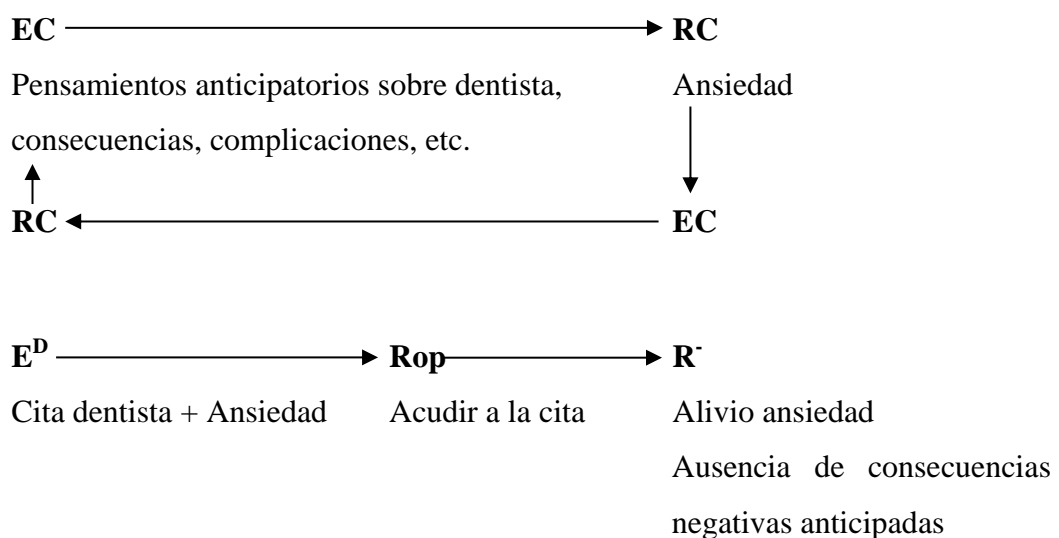 EC RC
Pensamientos anticipatorios sobre dentista, Ansiedad
consecuencias, complicaciones, etc.
RC EC
E^D Rop R^-
Cita dentista + Ansiedad Acudir a la cita Alivio ansiedad
Ausencia de consecuencias
negativas anticipadas